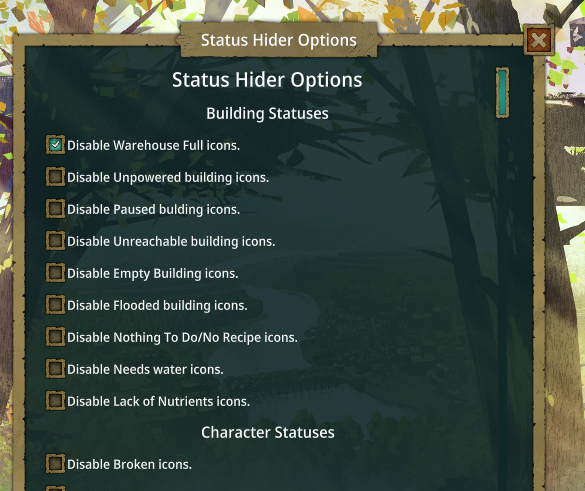 Status Hider Options
Status Hider Options
Building Statuses
Disable Warehouse Full icons.
Disable Unpowered building icons.
Disable Paused bulding icons.
Disable Unreachable building icons.
Disable Empty Building icons.
Disable Flooded building icons.
Disable Nothing To Do/No Recipe icons.
Disable Needs water icons.
Disable Lack of Nutrients icons.
Character Statuses
Disable Broken icons.